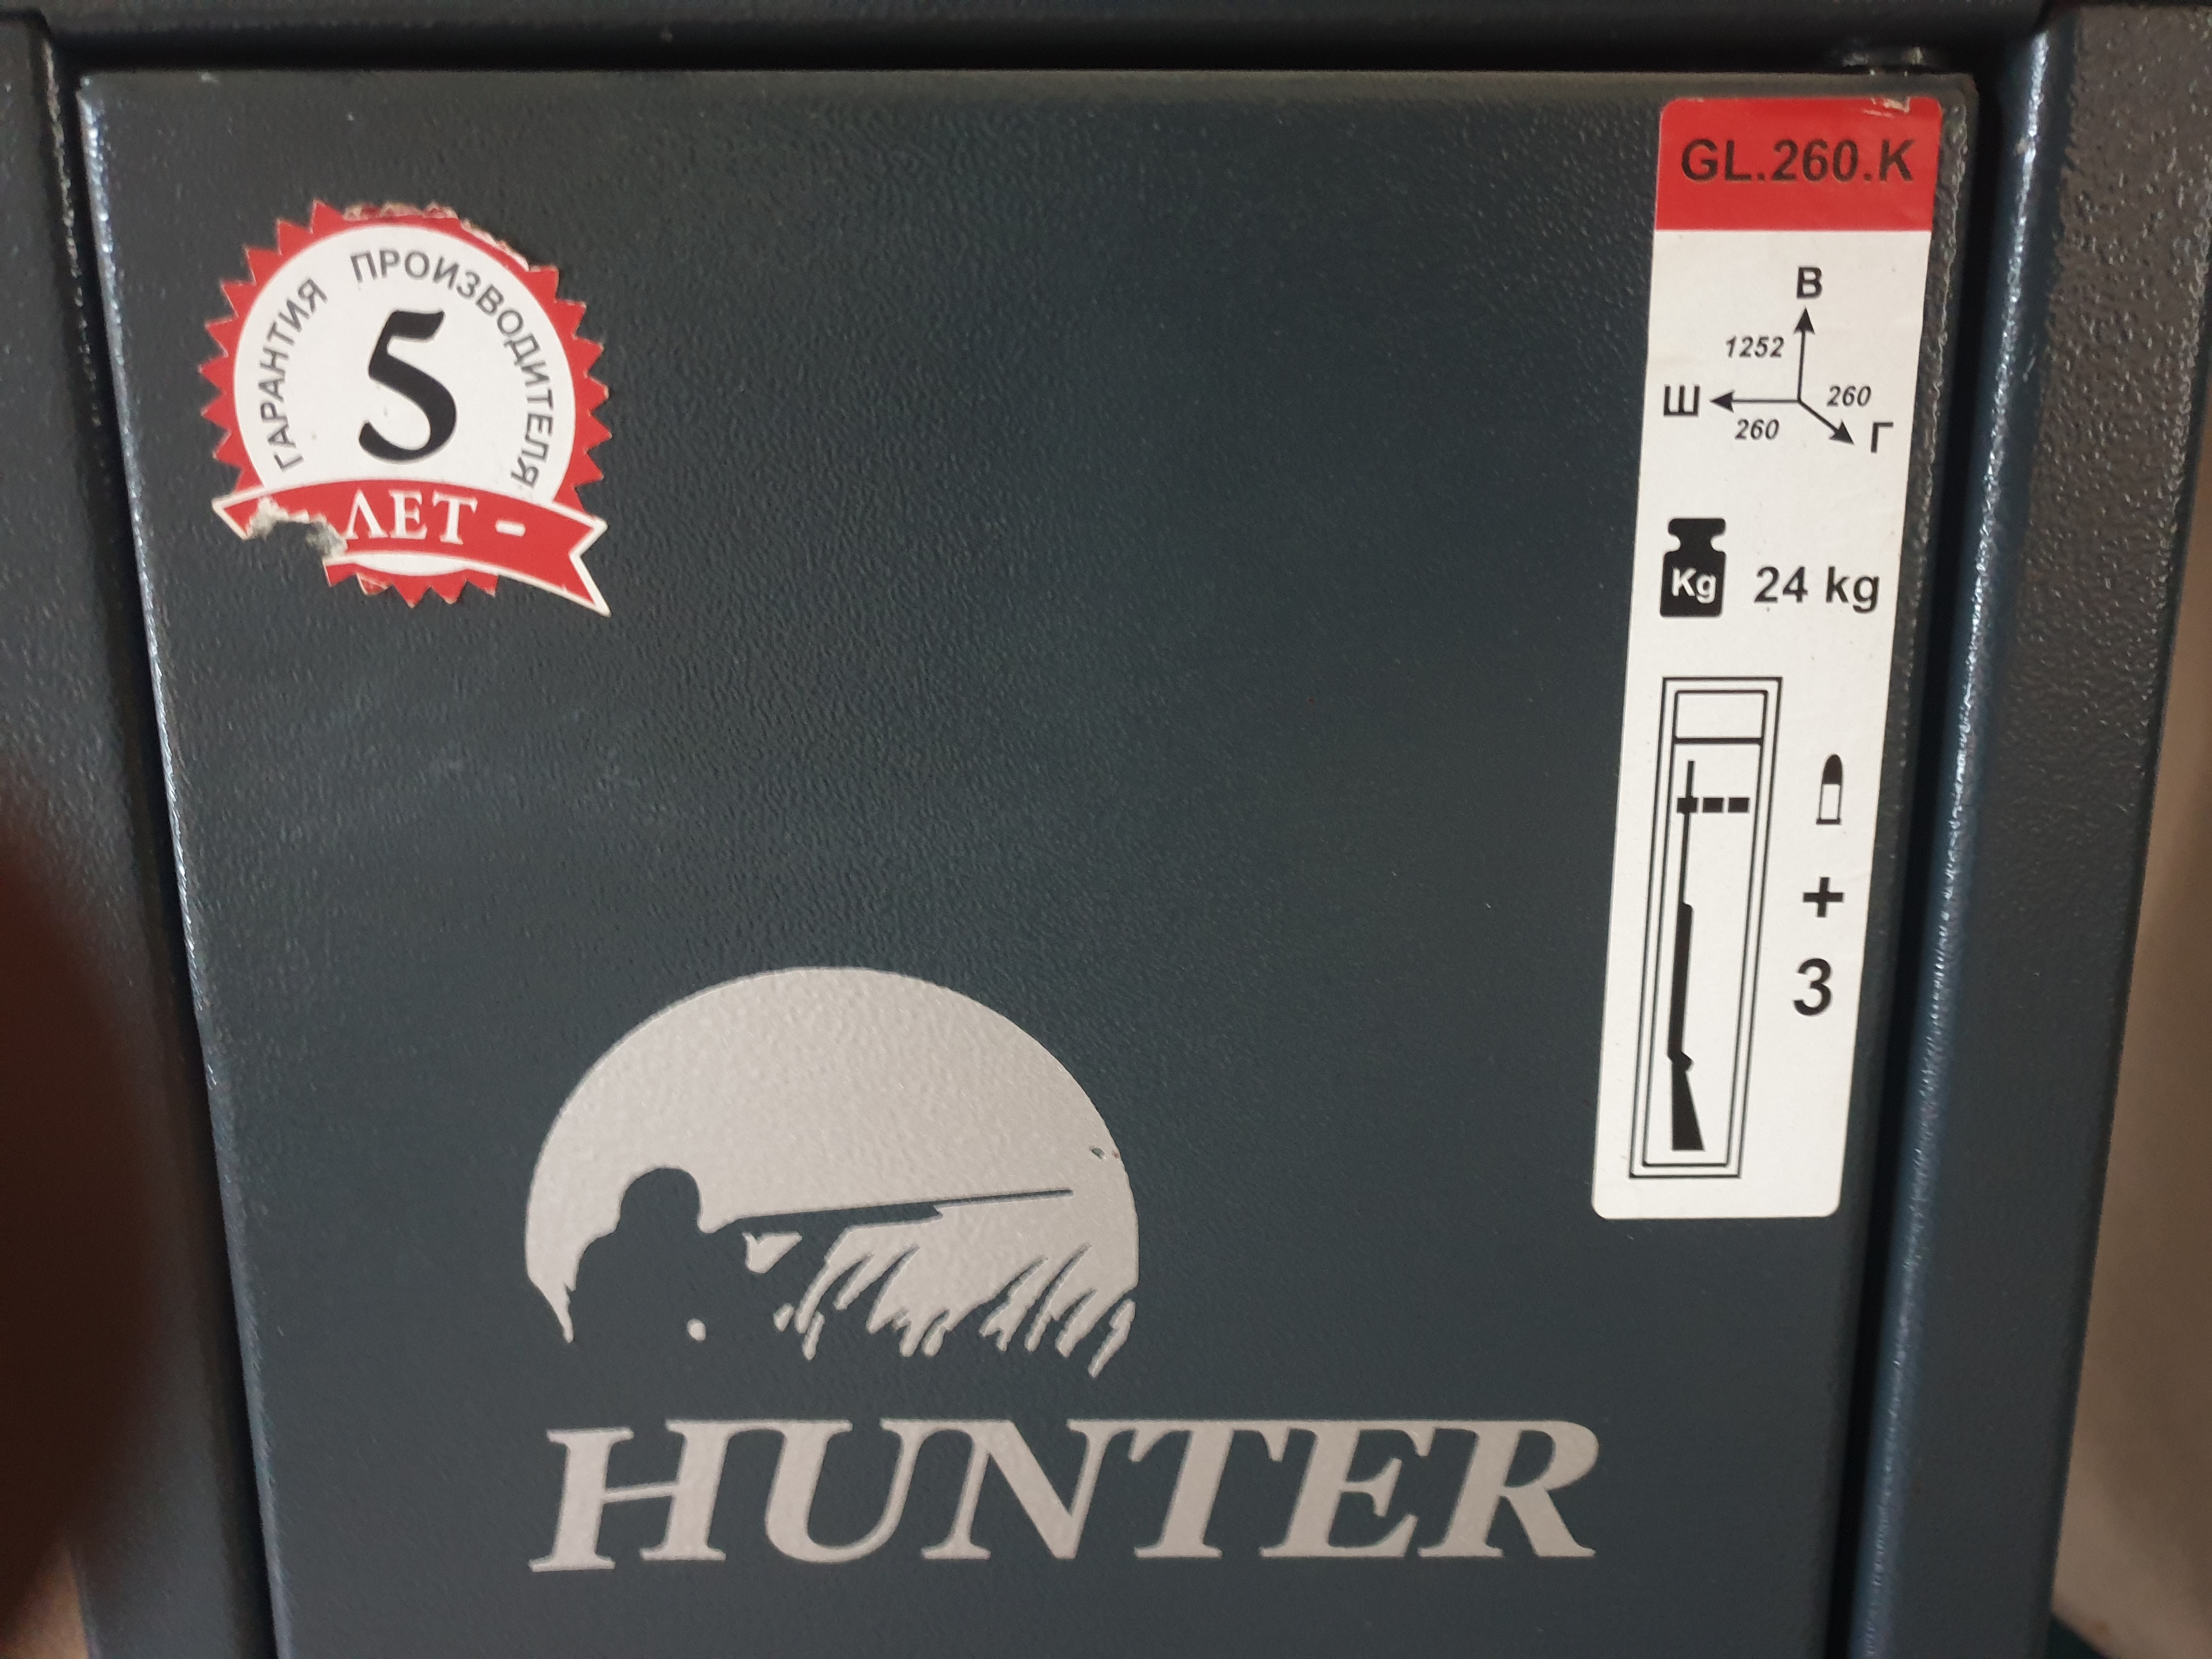 ГАРАНТИЯ ПРОИЗВОДИТЕЛЯ
5
ЛЕТ -
GL.260.K
В
1252
Ш
260
260
Г
Kg
24 kg
+
3
HUNTER